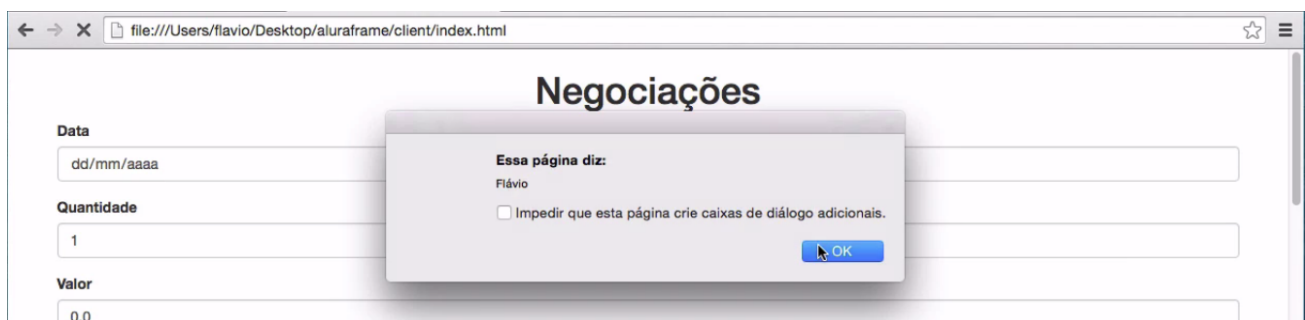 file:///Users/flavio/Desktop/aluraframe/client/index.html
Negociações
Data
dd/mm/aaaa
Essa página diz:
Flávio
Impedir que esta página crie caixas de diálogo adicionais.
OK
Quantidade
1
Valor
0.0